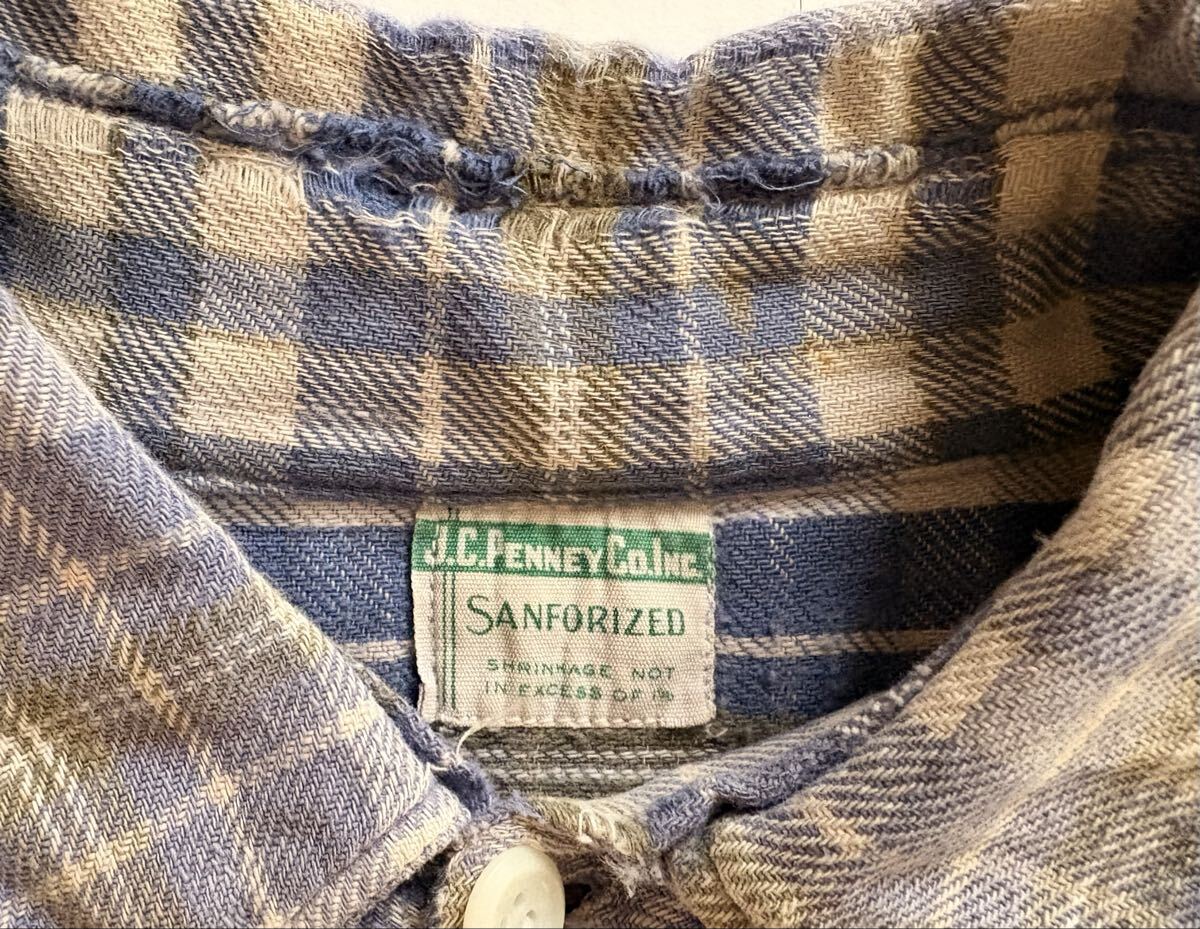 J.C. PENNEY CO. INC.
SANFORIZED
SHRINKAGE NOT
IN EXCESS OF 1%